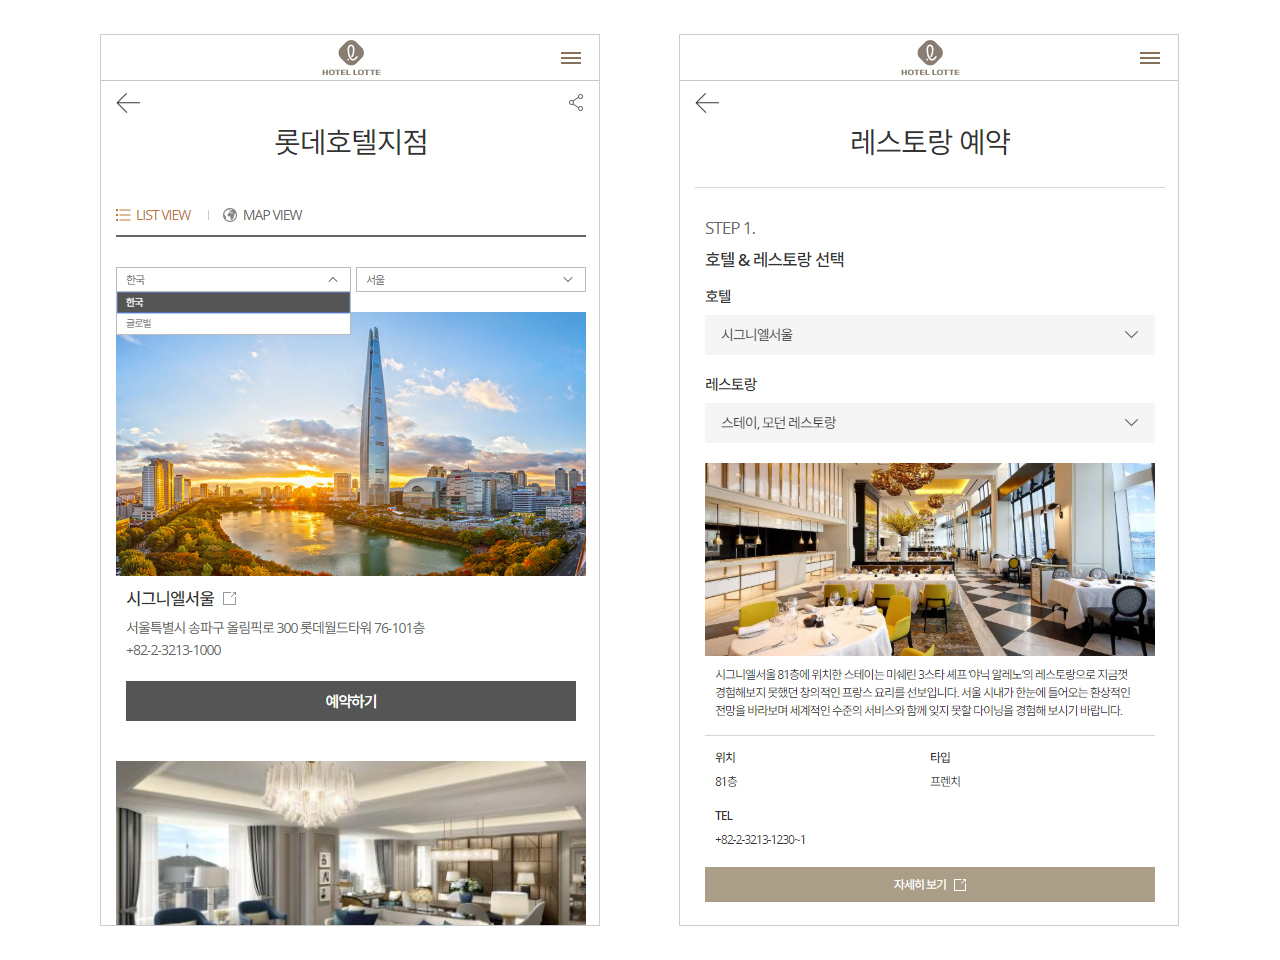 HOTEL LOTTE
롯데호텔지점
LIST VIEW
MAP VIEW
한국
서울
한국
글로벌
시그니엘서울
서울특별시 송파구 올림픽로 300 롯데월드타워 76-101층
+82-2-3213-1000
예약하기
HOTEL LOTTE
레스토랑 예약
STEP 1.
호텔 & 레스토랑 선택
호텔
시그니엘서울
레스토랑
스테이, 모던 레스토랑
시그니엘서울 81층에 위치한 스테이는 미쉐린 3스타 셰프 '야닉 알레노'의 레스토랑으로 지금껏
경험해보지 못했던 창의적인 프랑스 요리를 선보입니다. 서울 시내가 한눈에 들어오는 환상적인
전망을 바라보며 세계적인 수준의 서비스와 함께 잊지 못할 다이닝을 경험해 보시기 바랍니다.
위치
타입
81층
프렌치
TEL
+82-2-3213-1230~1
자세히 보기